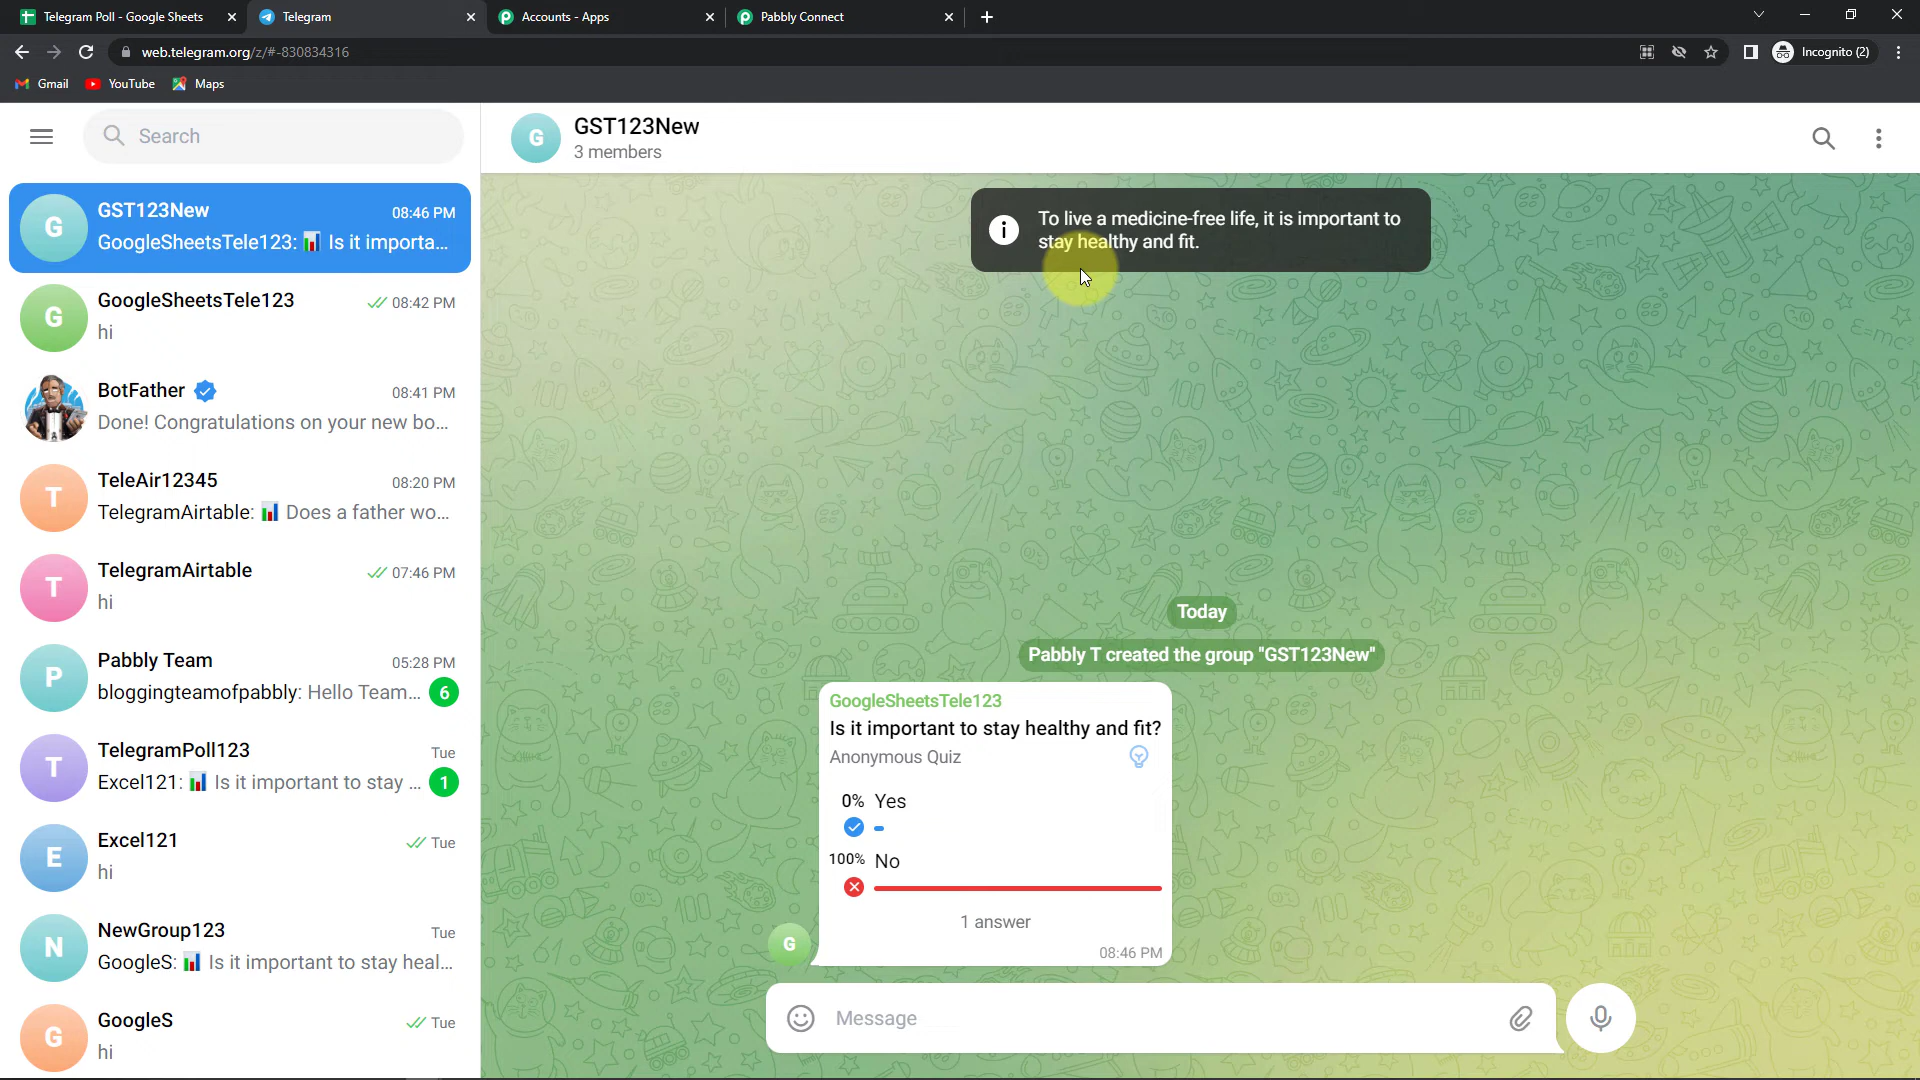 Telegram Poll - Google Sheets
Telegram
Accounts - Apps
Pabbly Connect
web.telegram.org/z/#-830834316
Incognito (2)
Gmail
YouTube
Maps
Search
GST123New
3 members
GST123New
08:46 PM
GoogleSheetsTele123: 📊 Is it importa...
GoogleSheetsTele123
08:42 PM
hi
BotFather
08:41 PM
Done! Congratulations on your new bo...
TeleAir12345
08:20 PM
TelegramAirtable: 📊 Does a father wo...
TelegramAirtable
07:46 PM
hi
Pabbly Team
05:28 PM
bloggingteamofpabbly: Hello Team...
6
TelegramPoll123
Tue
Excel121: 📊 Is it important to stay ...
1
Excel121
Tue
hi
NewGroup123
Tue
GoogleS: 📊 Is it important to stay heal...
GoogleS
Tue
hi
To live a medicine-free life, it is important to
stay healthy and fit.
Today
Pabbly T created the group "GST123New"
GoogleSheetsTele123
Is it important to stay healthy and fit?
Anonymous Quiz
0% Yes
100% No
1 answer
08:46 PM
Message